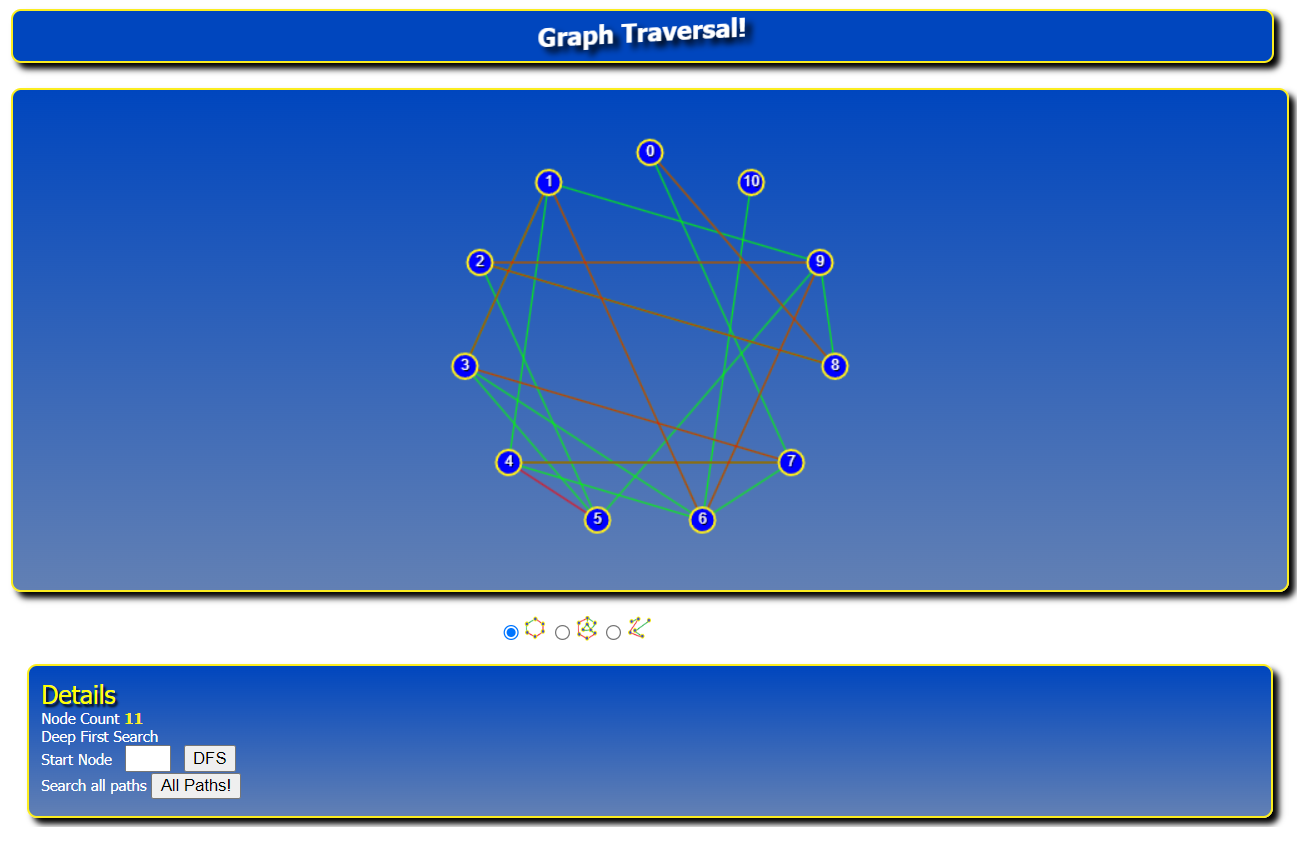 Graph Traversal!
0
1
10
2
9
3
8
4
7
5
6
Details
Node Count 11
Deep First Search
Start Node DFS
Search all paths All Paths!